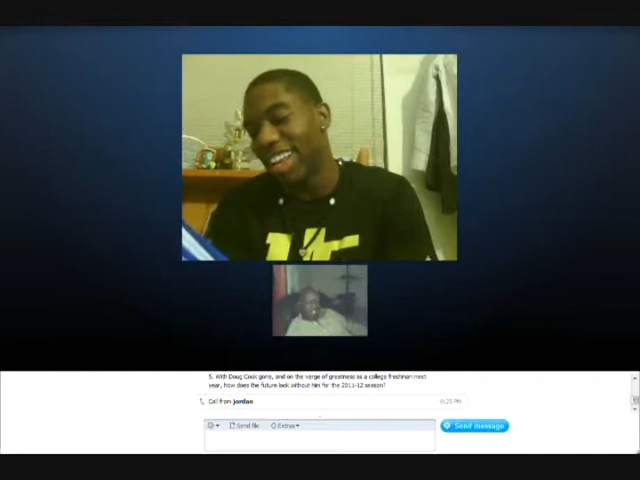 5. With Doug Cook gone, and on the verge of greatness as a college freshman next
year, how does the future look without him for the 2011-12 season?
Call from jordan
6:25 PM
Send file
Extras
Send message